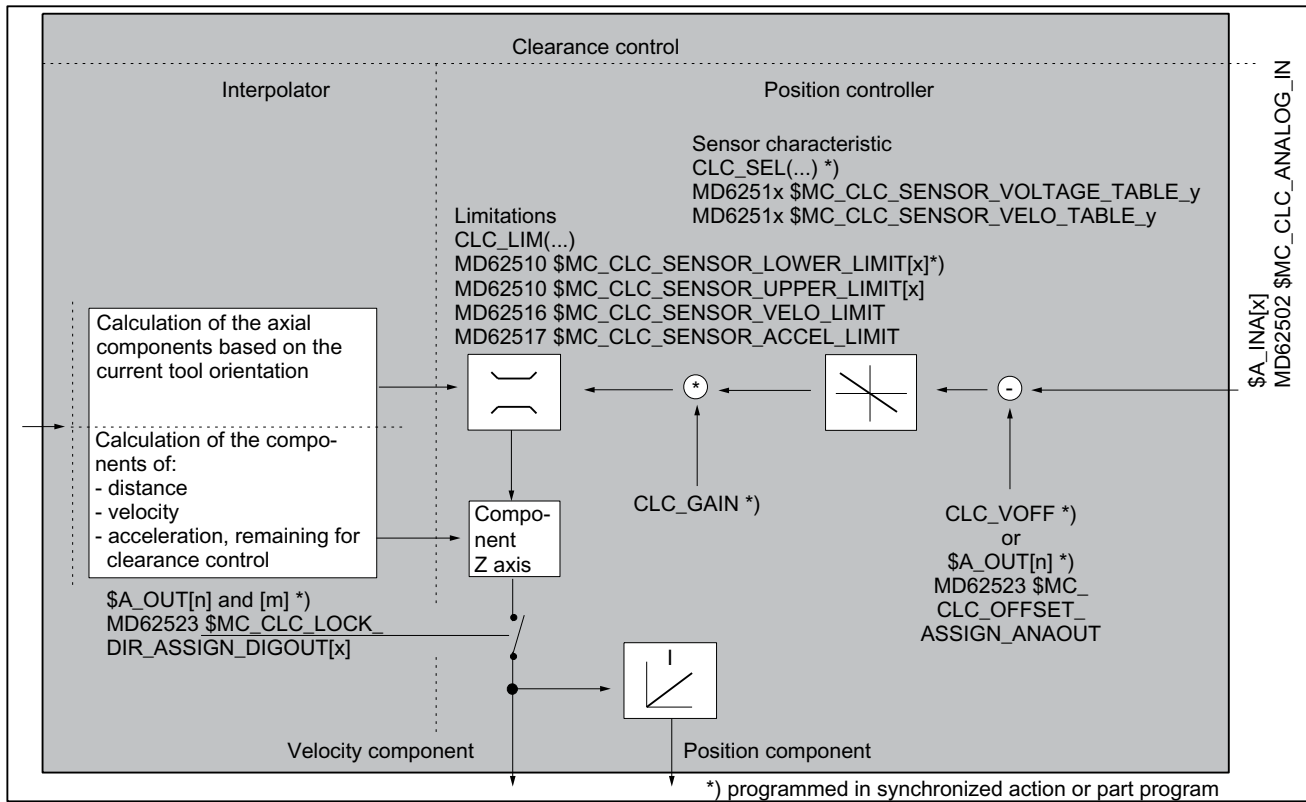 Clearance control
Interpolator
Position controller
Sensor characteristic
CLC_SEL(...) *)
MD6251x $MC_CLC_SENSOR_VOLTAGE_TABLE_y
MD6251x $MC_CLC_SENSOR_VELO_TABLE_y
Limitations
CLC_LIM(...)
MD62510 $MC_CLC_SENSOR_LOWER_LIMIT[x]*)
MD62510 $MC_CLC_SENSOR_UPPER_LIMIT[x]
MD62516 $MC_CLC_SENSOR_VELO_LIMIT
MD62517 $MC_CLC_SENSOR_ACCEL_LIMIT
$A_INA[x]
MD62502 $MC_CLC_ANALOG_IN
Calculation of the axial
components based on the
current tool orientation
*
-
Calculation of the compo-
nents of:
- distance
- velocity
- acceleration, remaining for
clearance control
Compo-
nent
Z axis
CLC_GAIN *)
CLC_VOFF *)
or
$A_OUT[n] *)
MD62523 $MC_
CLC_OFFSET_
ASSIGN_ANAOUT
$A_OUT[n] and [m] *)
MD62523 $MC_CLC_LOCK_
DIR_ASSIGN_DIGOUT[x]
I
Velocity component
Position component
*) programmed in synchronized action or part program